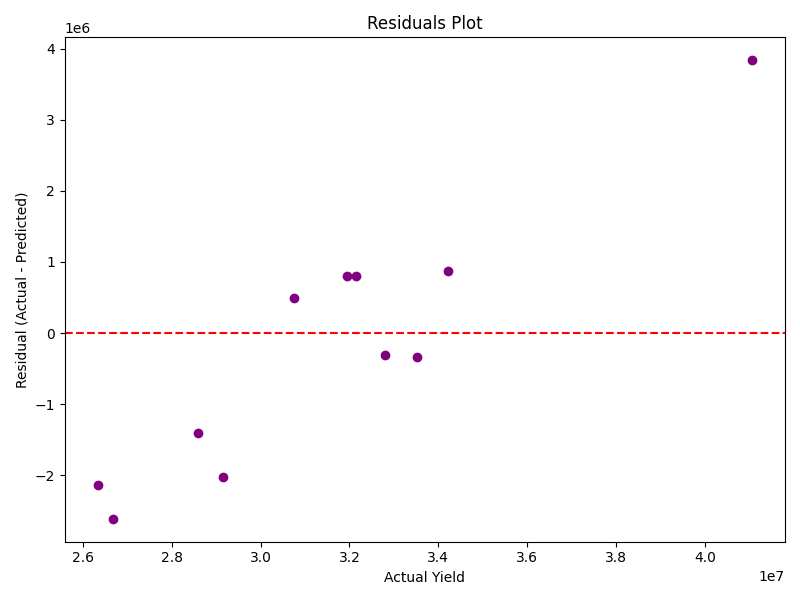 Residuals Plot
1e6
4
3
2
1
0
−1
−2
Residual (Actual - Predicted)
2.6 2.8 3.0 3.2 3.4 3.6 3.8 4.0
1e7
Actual Yield